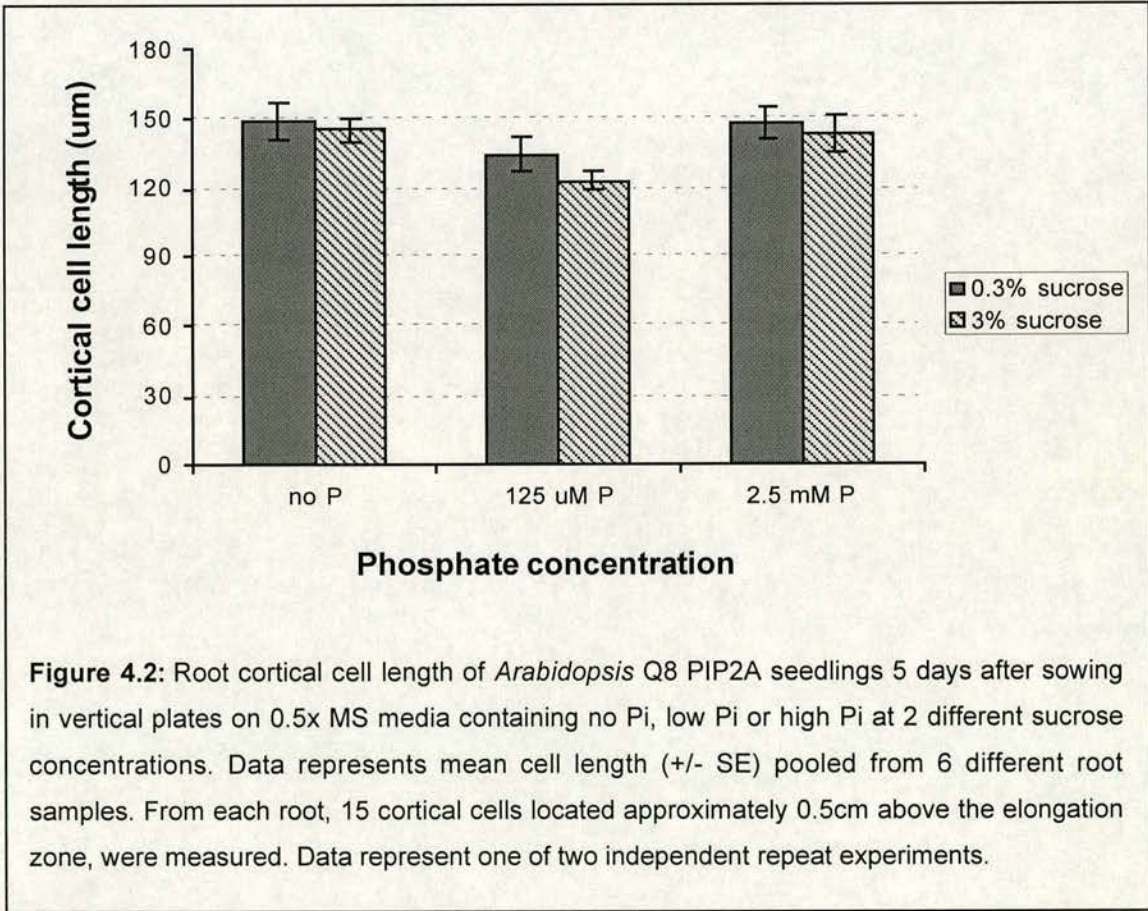 180
150
120
90
60
30
0
Cortical cell length (um)
no P
125 uM P
2.5 mM P
Phosphate concentration
0.3% sucrose
3% sucrose
Figure 4.2: Root cortical cell length of Arabidopsis Q8 PIP2A seedlings 5 days after sowing
in vertical plates on 0.5x MS media containing no Pi, low Pi or high Pi at 2 different sucrose
concentrations. Data represents mean cell length (+/- SE) pooled from 6 different root
samples. From each root, 15 cortical cells located approximately 0.5cm above the elongation
zone, were measured. Data represent one of two independent repeat experiments.